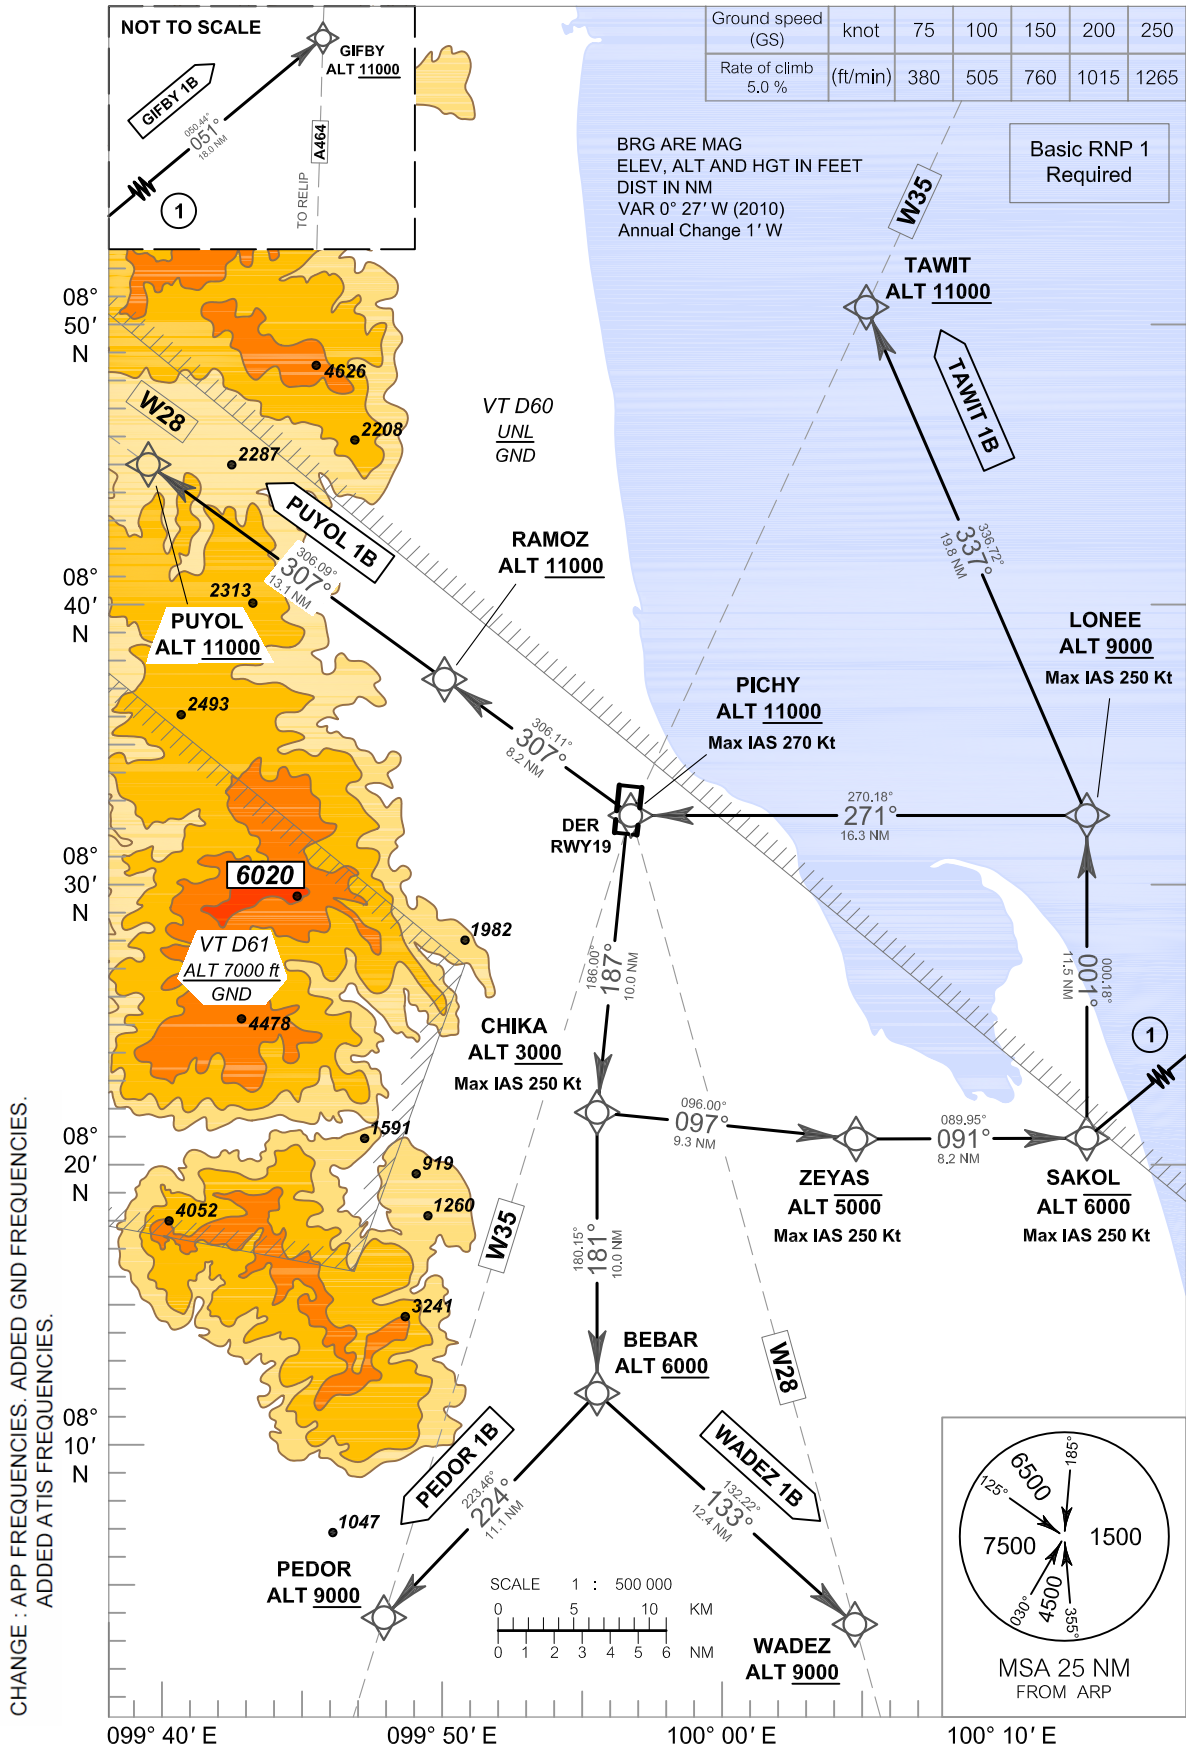 NOT TO SCALE
GIFBY
ALT 11000
GIFBY 1B
050.44°
051°
18.0 NM
A464
TO RELIP
1
Ground speed (GS) knot 75 100 150 200 250
Rate of climb 5.0 % (ft/min) 380 505 760 1015 1265
BRG ARE MAG
ELEV, ALT AND HGT IN FEET
DIST IN NM
VAR 0° 27′ W (2010)
Annual Change 1′ W
Basic RNP 1
Required
W35
TAWIT
ALT 11000
TAWIT 1B
336.72°
337°
19.8 NM
08°
50′
N
4626
2208
2287
W28
VT D60
UNL
GND
PUYOL 1B
306.09°
307°
13.1 NM
RAMOZ
ALT 11000
08°
40′
N
2313
PUYOL
ALT 11000
2493
LONEE
ALT 9000
Max IAS 250 Kt
PICHY
ALT 11000
Max IAS 270 Kt
306.11°
307°
8.2 NM
270.18°
271°
16.3 NM
DER
RWY19
08°
30′
N
6020
1982
VT D61
ALT 7000 ft
GND
4478
186.00°
187°
10.0 NM
000.18°
001°
11.5 NM
CHIKA
ALT 3000
Max IAS 250 Kt
1
096.00°
097°
9.3 NM
089.95°
091°
8.2 NM
08°
20′
N
1591
919
1260
4052
ZEYAS
ALT 5000
Max IAS 250 Kt
SAKOL
ALT 6000
Max IAS 250 Kt
W35
180.15°
181°
10.0 NM
3241
BEBAR
ALT 6000
W28
08°
10′
N
PEDOR 1B
223.46°
224°
11.1 NM
WADEZ 1B
132.22°
133°
12.4 NM
1047
PEDOR
ALT 9000
SCALE 1 : 500 000
0 5 10 KM
0 1 2 3 4 5 6 NM
WADEZ
ALT 9000
185°
6500
125°
7500
1500
030°
4500
355°
MSA 25 NM
FROM ARP
099° 40′ E
099° 50′ E
100° 00′ E
100° 10′ E
CHANGE : APP FREQUENCIES. ADDED GND FREQUENCIES.
ADDED ATIS FREQUENCIES.